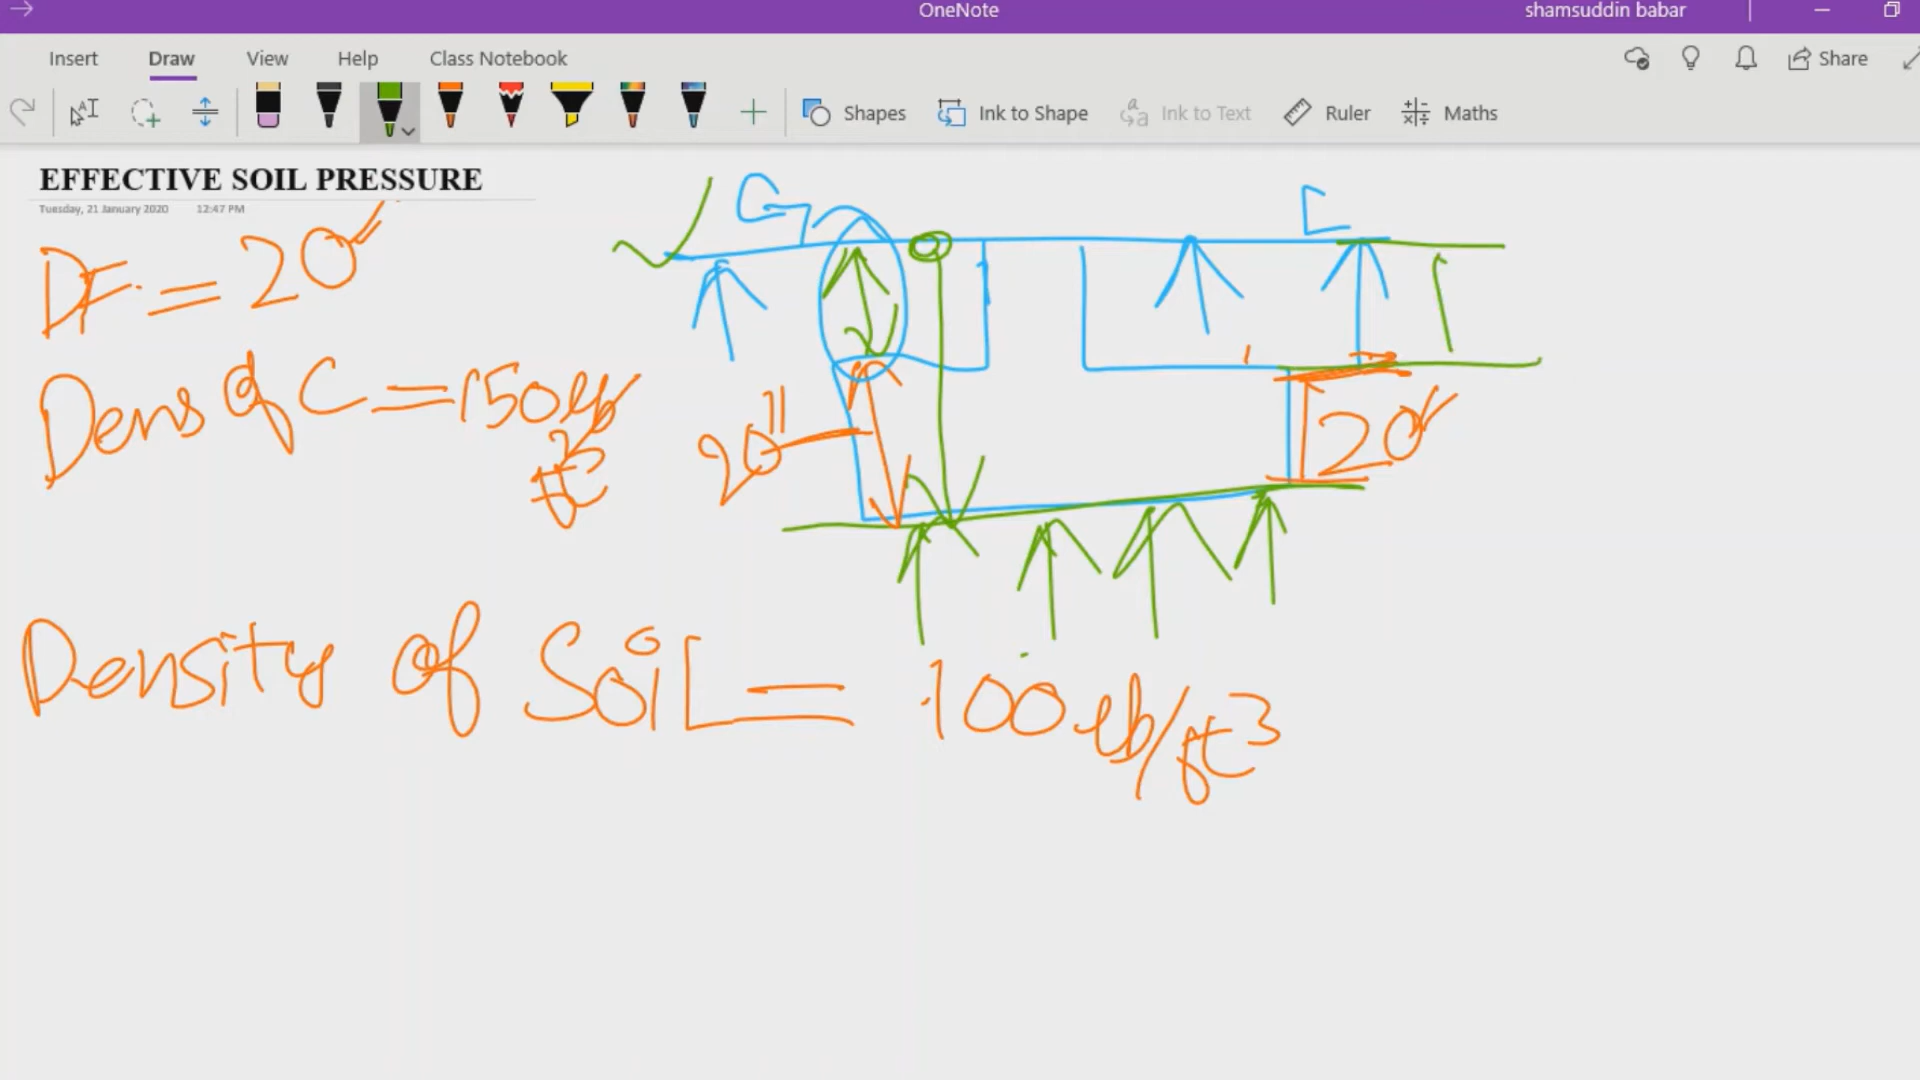 OneNote
shamsuddin babar
Insert Draw View Help Class Notebook
Share
Shapes Ink to Shape Ink to Text Ruler Maths
EFFECTIVE SOIL PRESSURE
Tuesday, 21 January 2020 12:47 PM
G
DF = 20"
Dens of C = 150 lb
ft
20"
20"
Density of SoiL = 100 lb/ft3